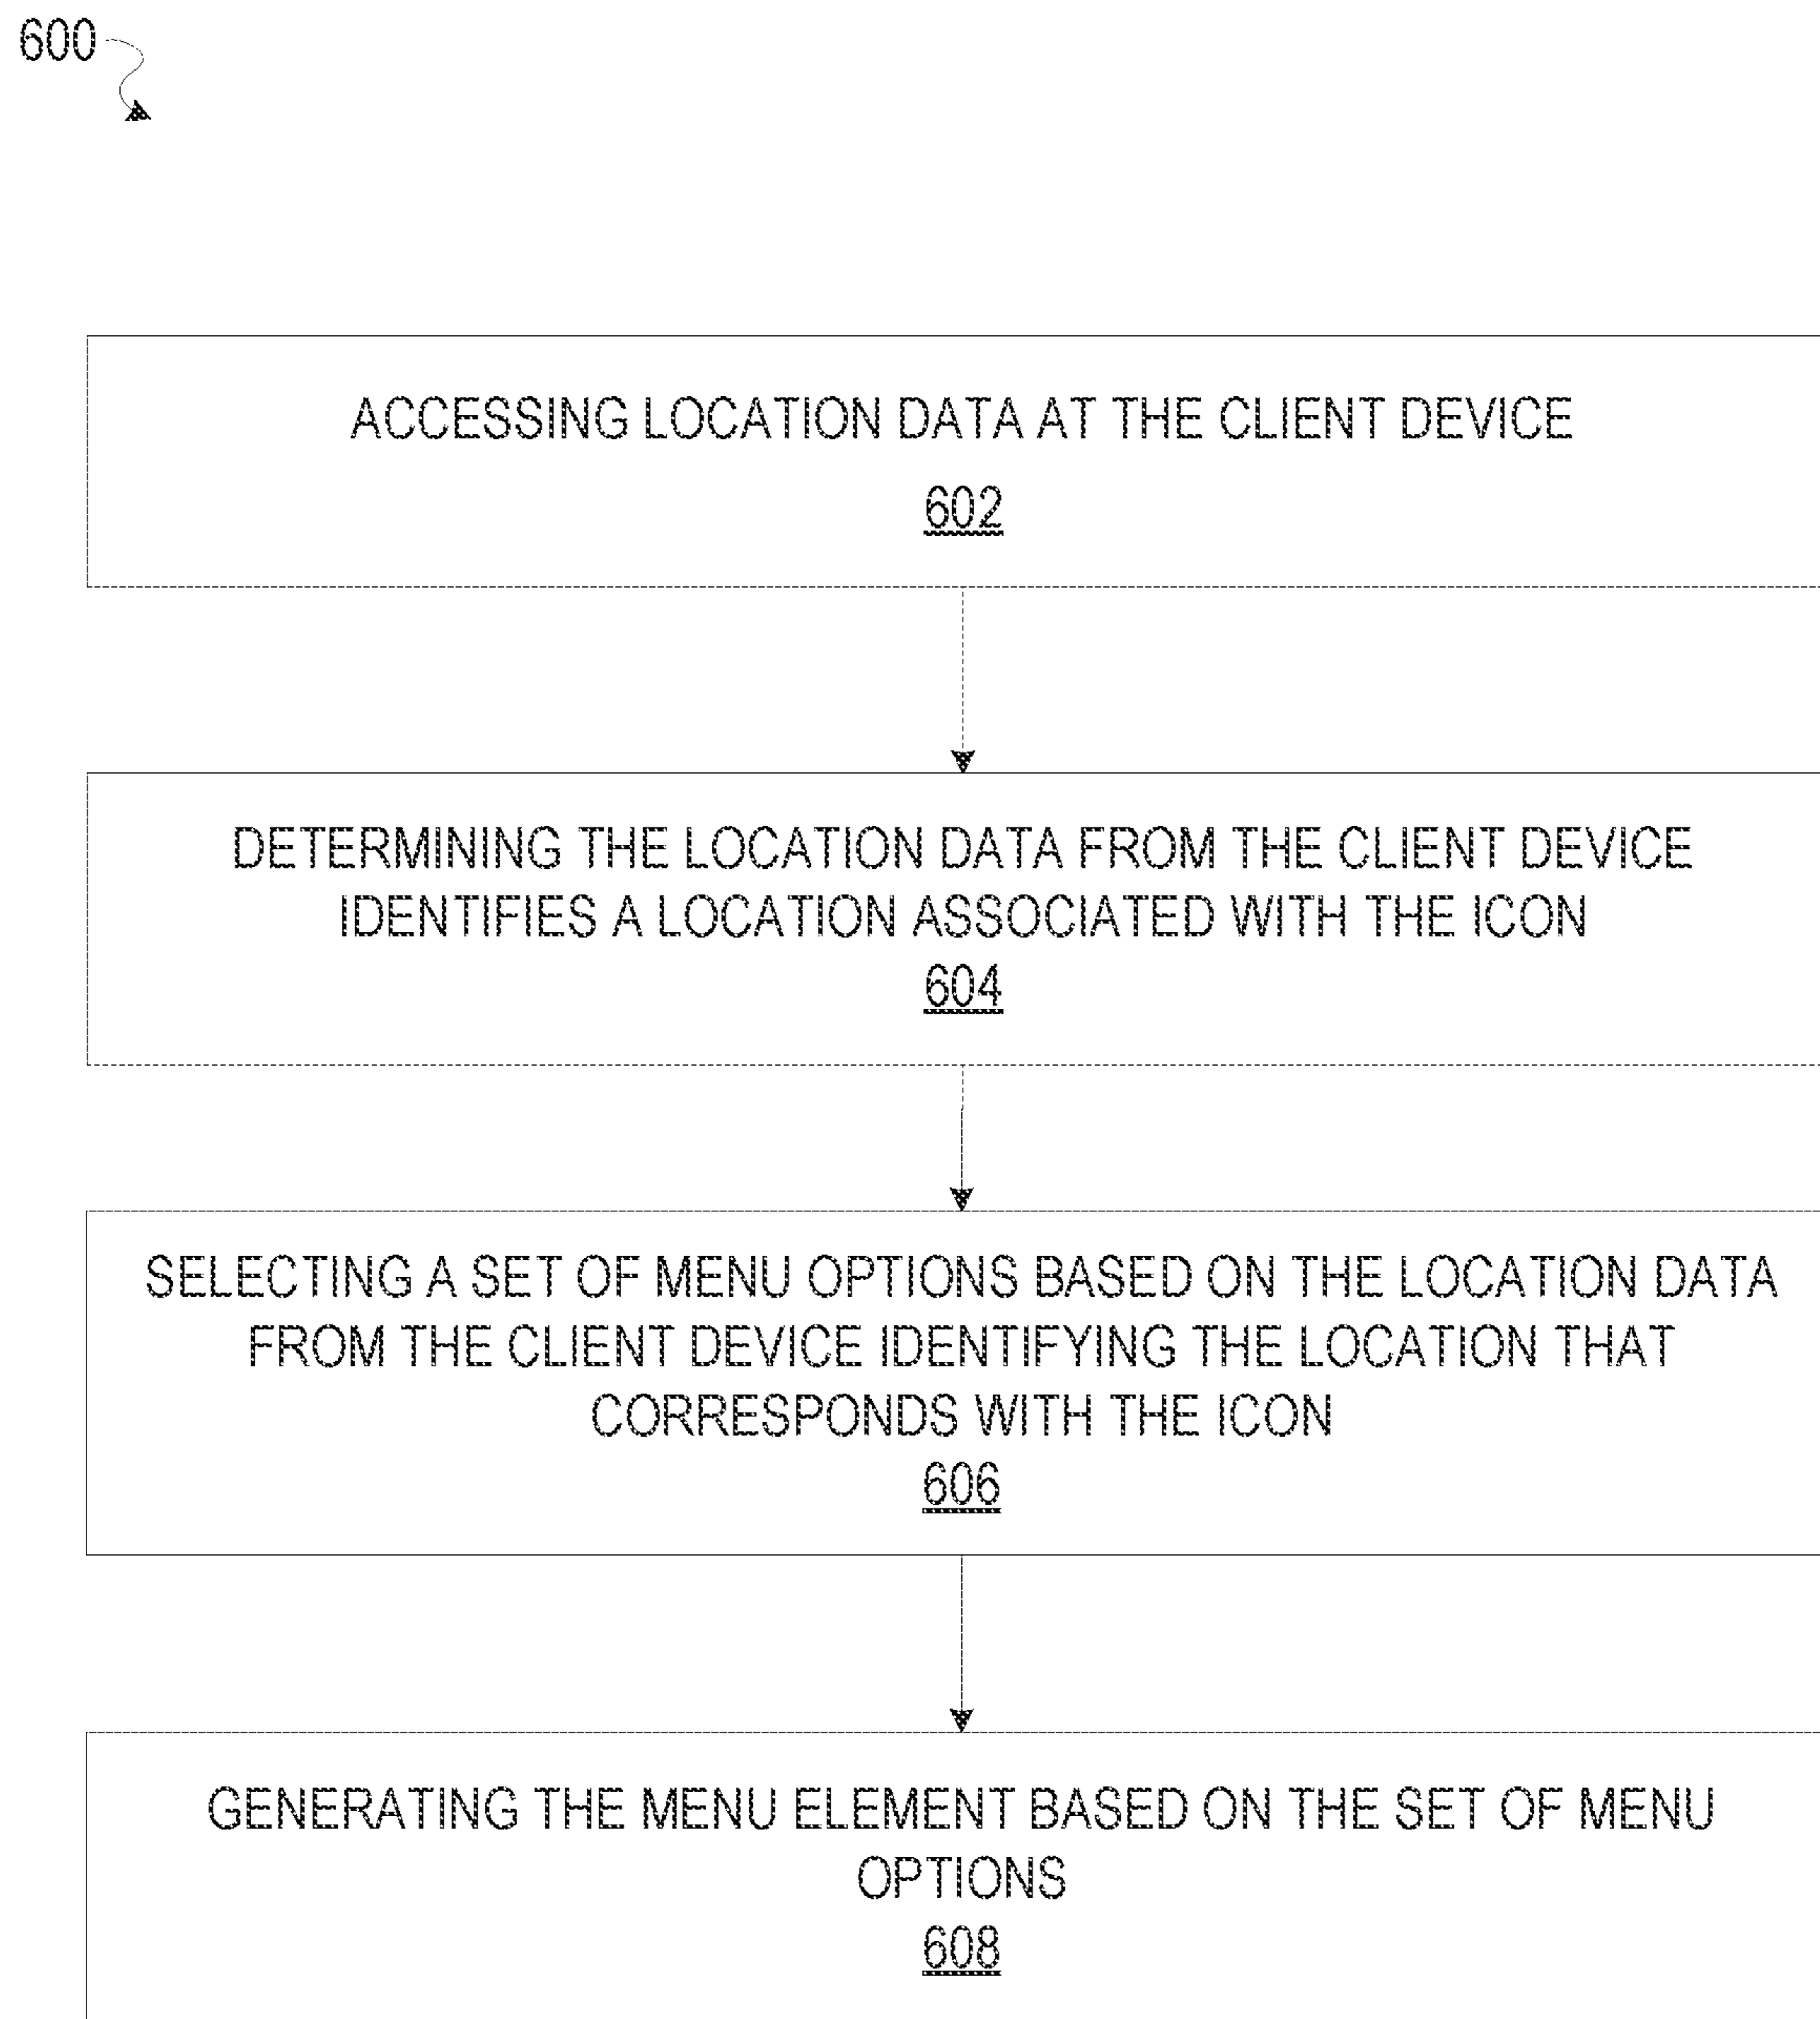 600
ACCESSING LOCATION DATA AT THE CLIENT DEVICE
602
DETERMINING THE LOCATION DATA FROM THE CLIENT DEVICE
IDENTIFIES A LOCATION ASSOCIATED WITH THE ICON
604
SELECTING A SET OF MENU OPTIONS BASED ON THE LOCATION DATA
FROM THE CLIENT DEVICE IDENTIFYING THE LOCATION THAT
CORRESPONDS WITH THE ICON
606
GENERATING THE MENU ELEMENT BASED ON THE SET OF MENU
OPTIONS
608